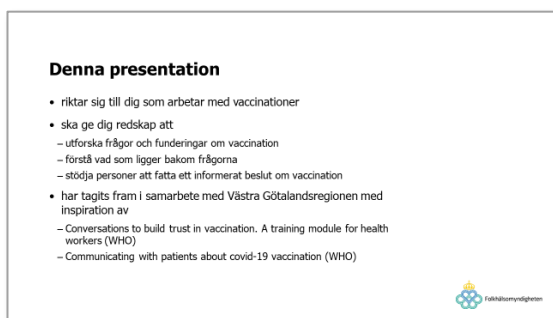 Denna presentation
• riktar sig till dig som arbetar med vaccinationer
• ska ge dig redskap att
– utforska frågor och funderingar om vaccination
– förstå vad som ligger bakom frågorna
– stödja personer att fatta ett informerat beslut om vaccination
• har tagits fram i samarbete med Västra Götalandsregionen med
inspiration av
– Conversations to build trust in vaccination. A training module for health
workers (WHO)
– Communicating with patients about covid-19 vaccination (WHO)
Folkhälsomyndigheten